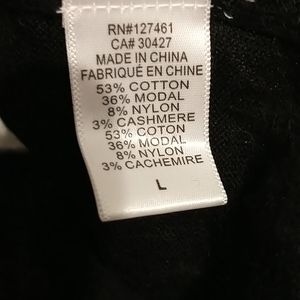 RN#127461
CA# 30427
MADE IN CHINA
FABRIQUÉ EN CHINE
53% COTTON
36% MODAL
8% NYLON
3% CASHMERE
53% COTON
36% MODAL
8% NYLON
3% CACHEMIRE
L